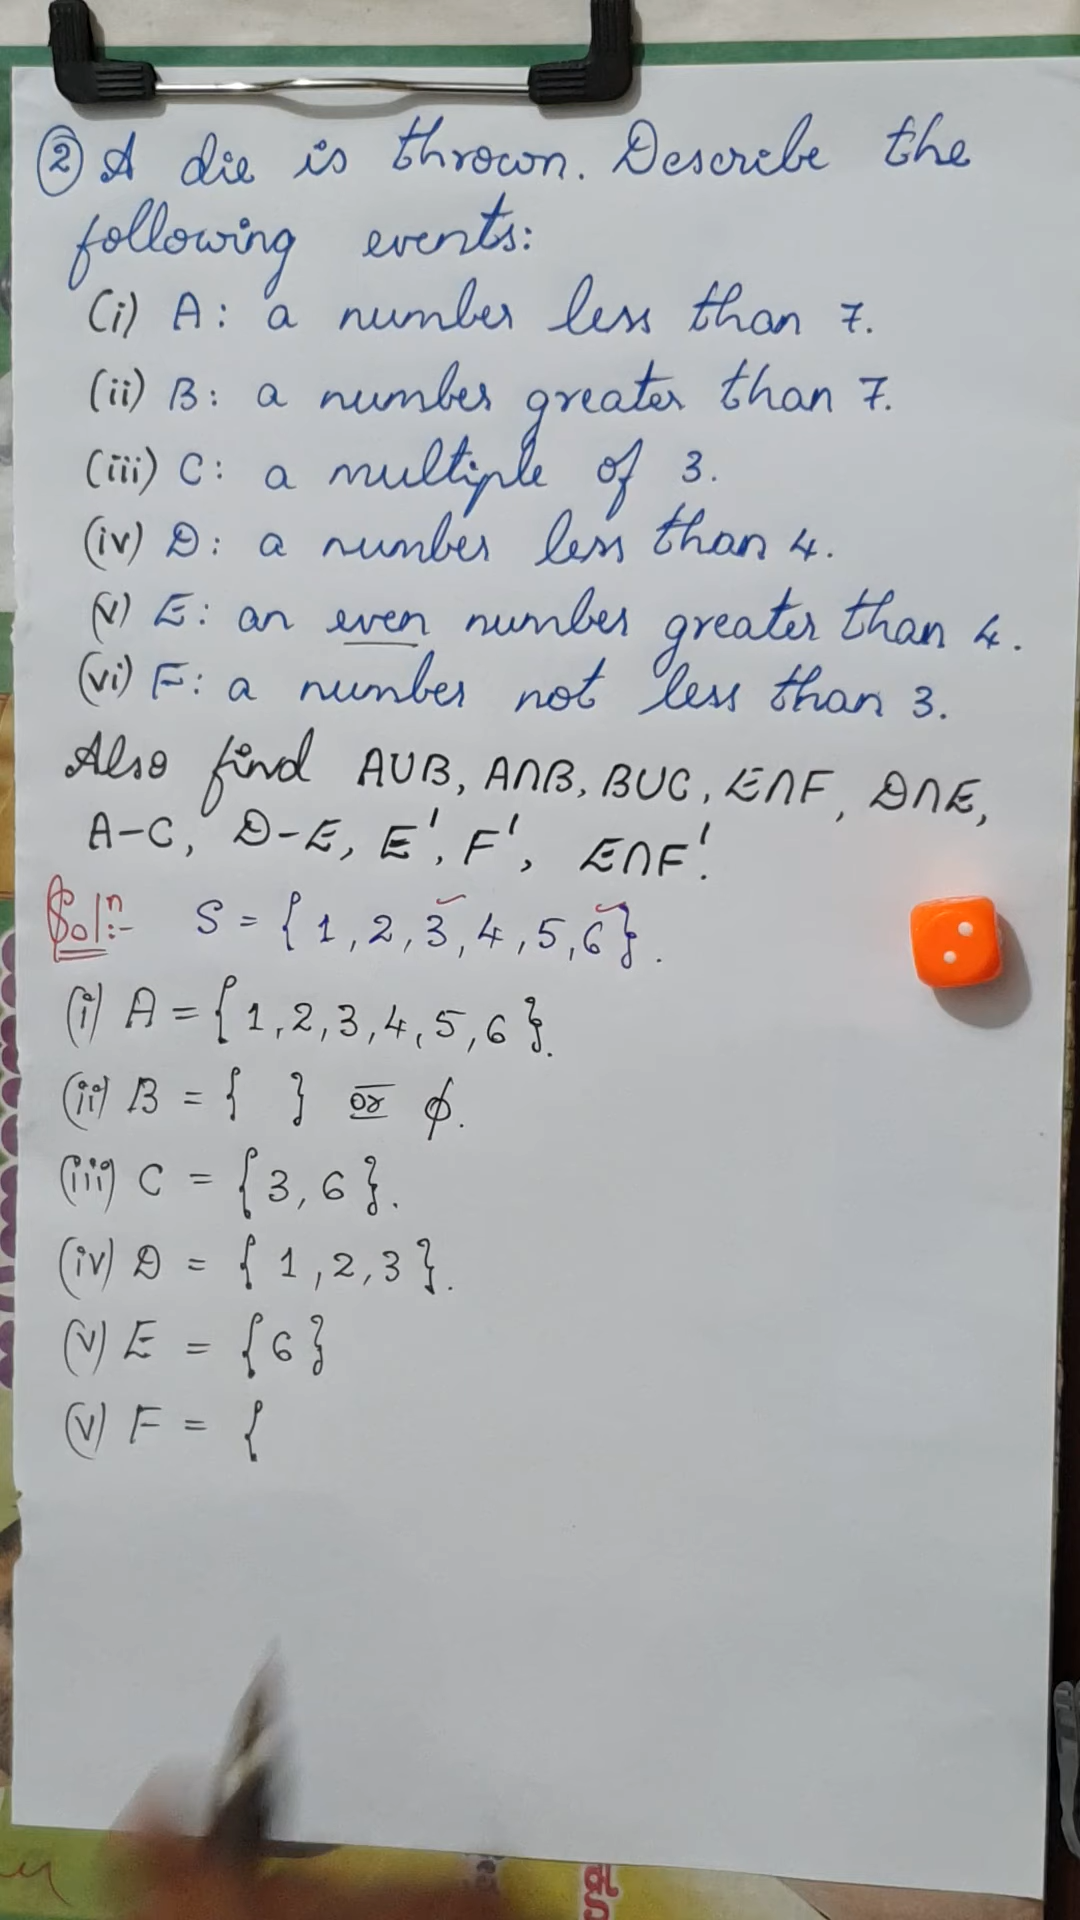 ② A die is thrown. Describe the
following events:
(i) A: a number less than 7.
(ii) B: a number greater than 7.
(iii) C: a multiple of 3.
(iv) D: a number less than 4.
(v) E: an even number greater than 4.
(vi) F: a number not less than 3.
Also find A∪B, A∩B, B∪C, E∩F, D∩E,
A-C, D-E, E', F', E∩F'.
Solⁿ:- S = { 1, 2, 3, 4, 5, 6}.
(i) A = { 1, 2, 3, 4, 5, 6 }.
(ii) B = { } or ϕ.
(iii) C = { 3, 6 }.
(iv) D = { 1, 2, 3 }.
(v) E = { 6 }
(v) F = {